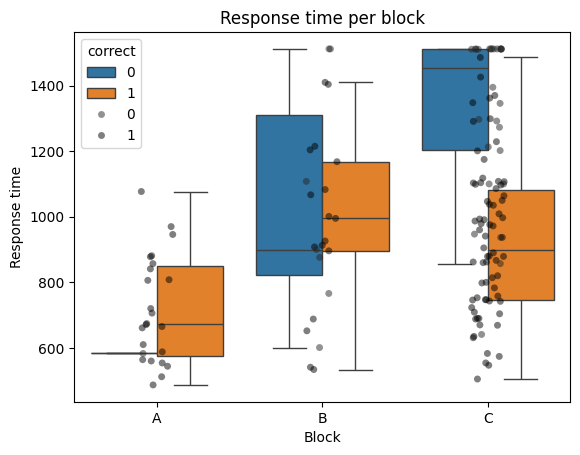 Response time per block
correct
0
1
0
1
Response time
1400
1200
1000
800
600
A
B
C
Block